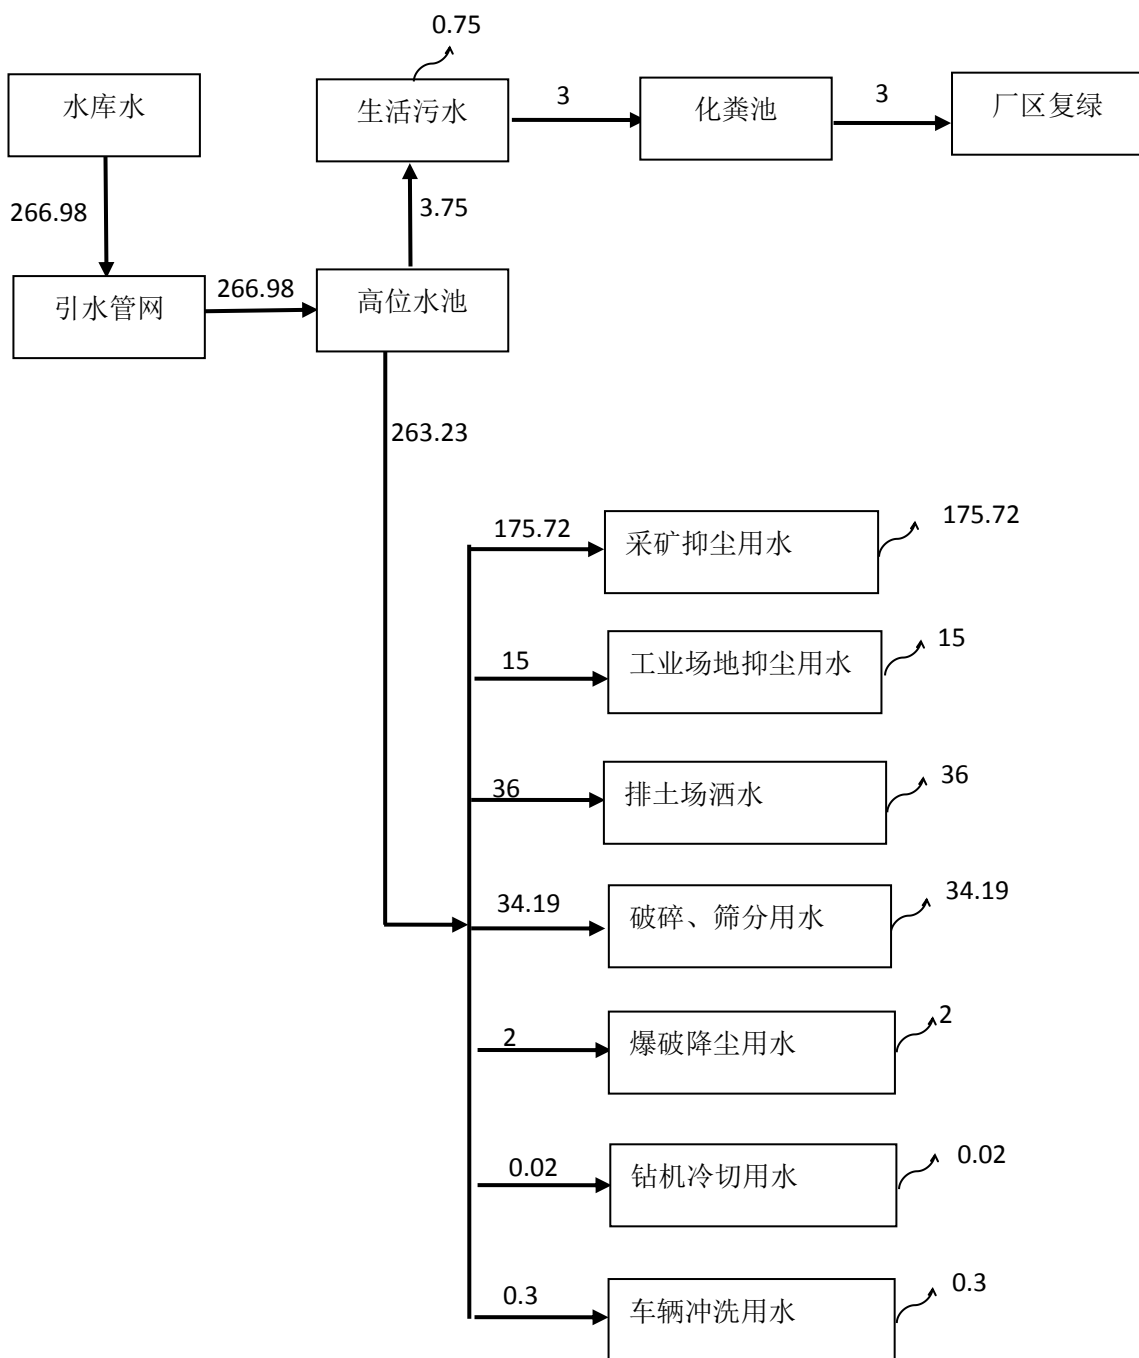 0.75
水库水
生活污水
3
化粪池
3
厂区复绿
266.98
3.75
引水管网
266.98
高位水池
263.23
175.72
采矿抑尘用水
175.72
15
工业场地抑尘用水
15
36
排土场洒水
36
34.19
破碎、筛分用水
34.19
2
爆破降尘用水
2
0.02
钻机冷切用水
0.02
0.3
车辆冲洗用水
0.3